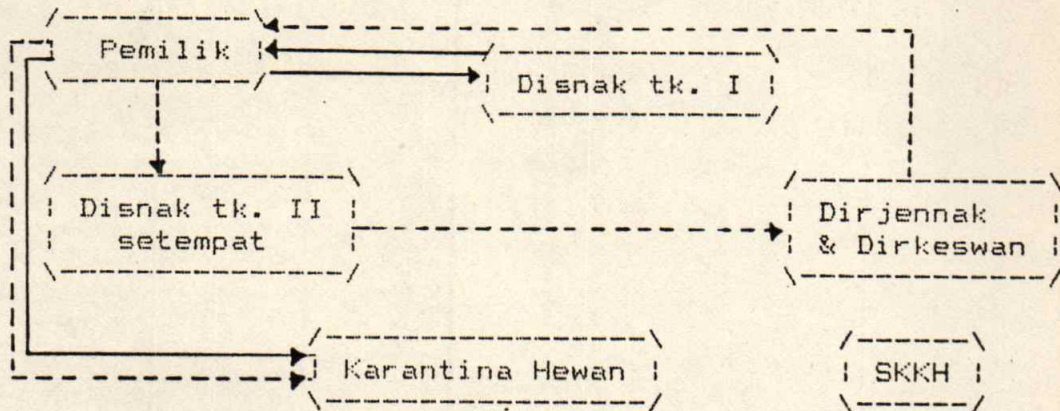 Pemilik
Disnak tk. I
Disnak tk. II
setempat
Dirjennak
& Dirkeswan
Karantina Hewan
SKKH